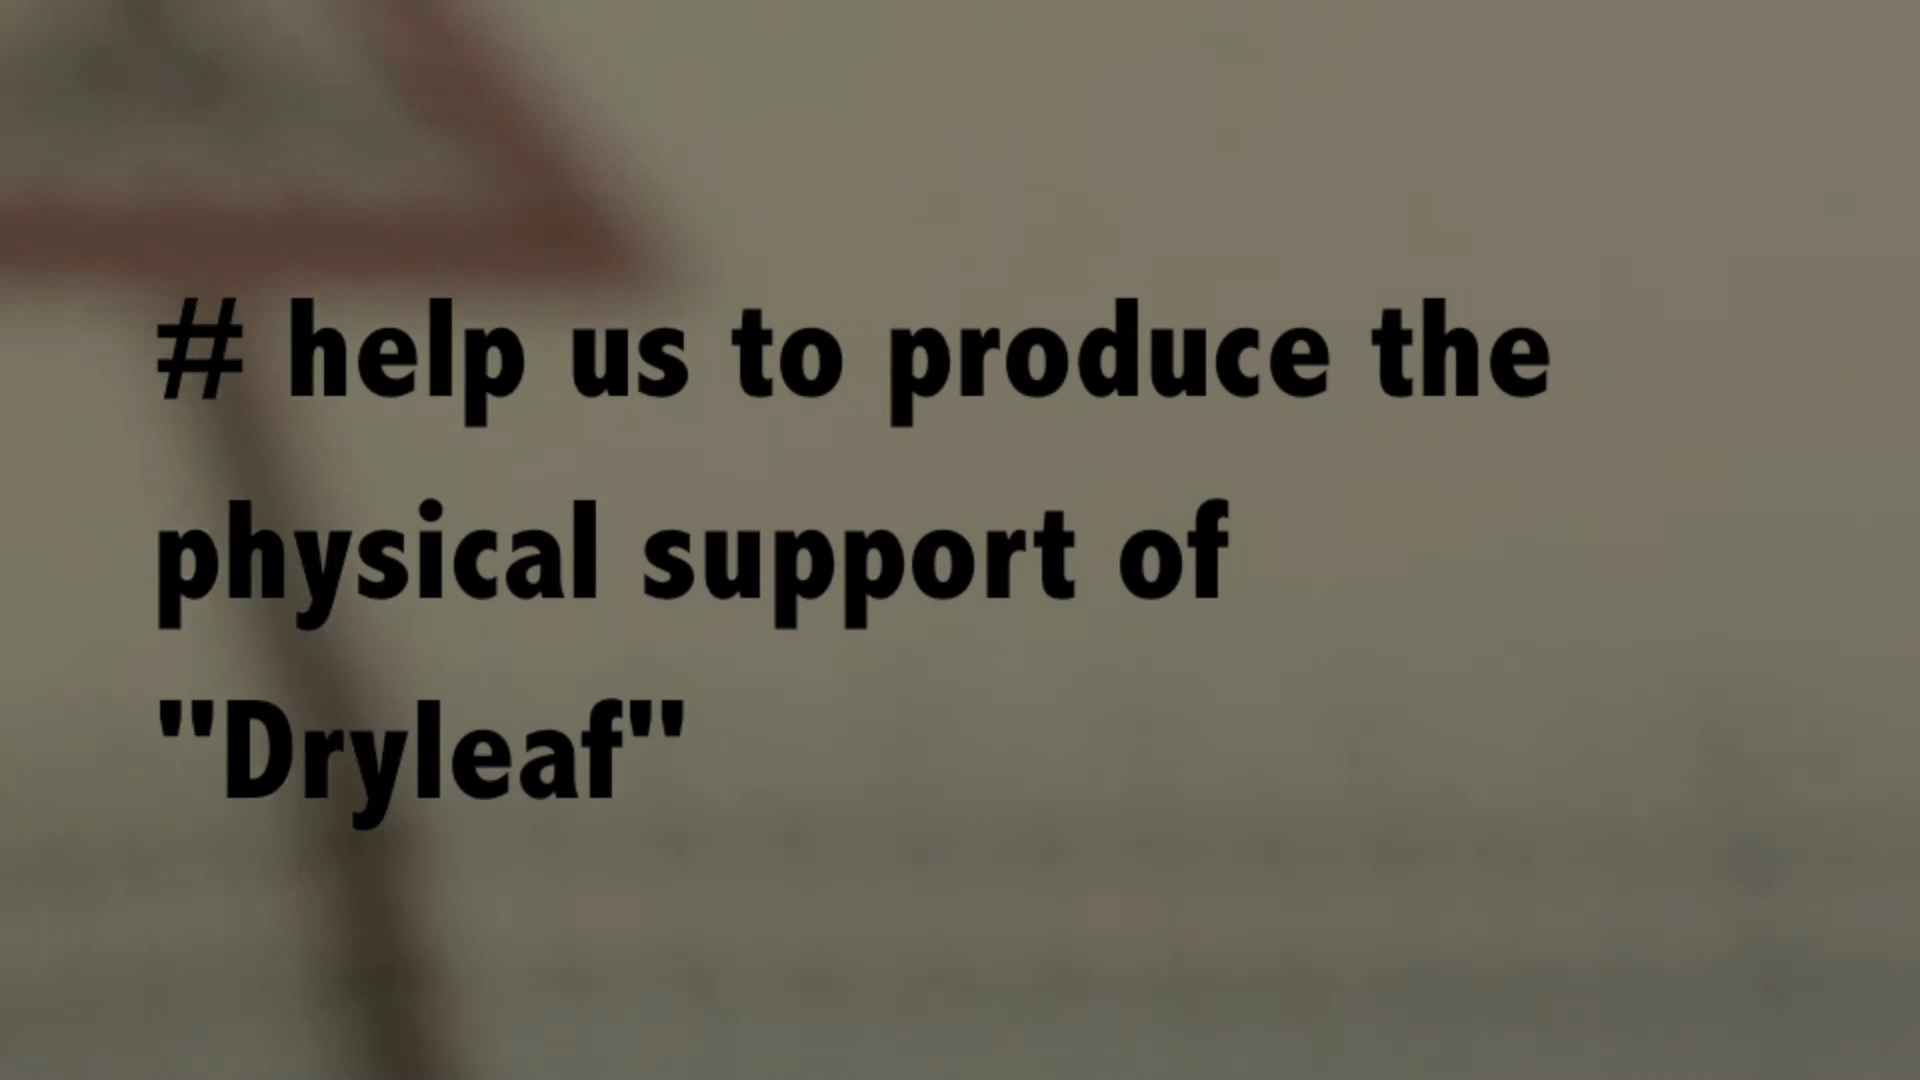 # help us to produce the
physical support of
"Dryleaf"